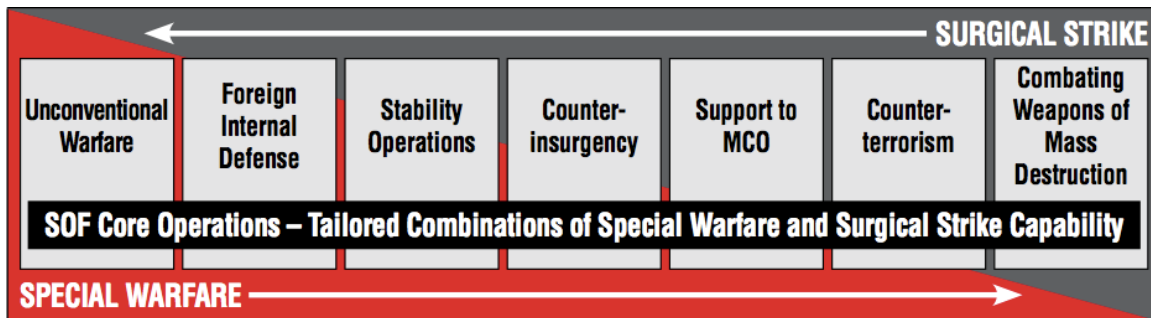 SURGICAL STRIKE
Unconventional
Warfare
Foreign
Internal
Defense
Stability
Operations
Counter-
insurgency
Support to
MCO
Counter-
terrorism
Combating
Weapons of
Mass
Destruction
SOF Core Operations – Tailored Combinations of Special Warfare and Surgical Strike Capability
SPECIAL WARFARE